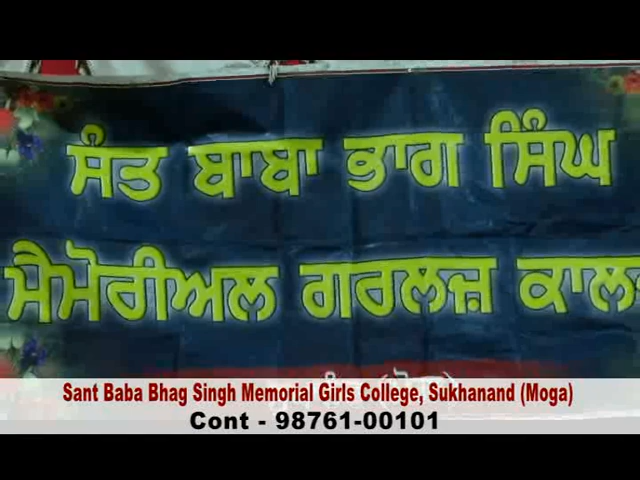 ਸੰਤ ਬਾਬਾ ਭਾਗ ਸਿੰਘ
ਮੈਮੋਰੀਅਲ ਗਰਲਜ਼ ਕਾਲ
Sant Baba Bhag Singh Memorial Girls College, Sukhanand (Moga)
Cont - 98761-00101